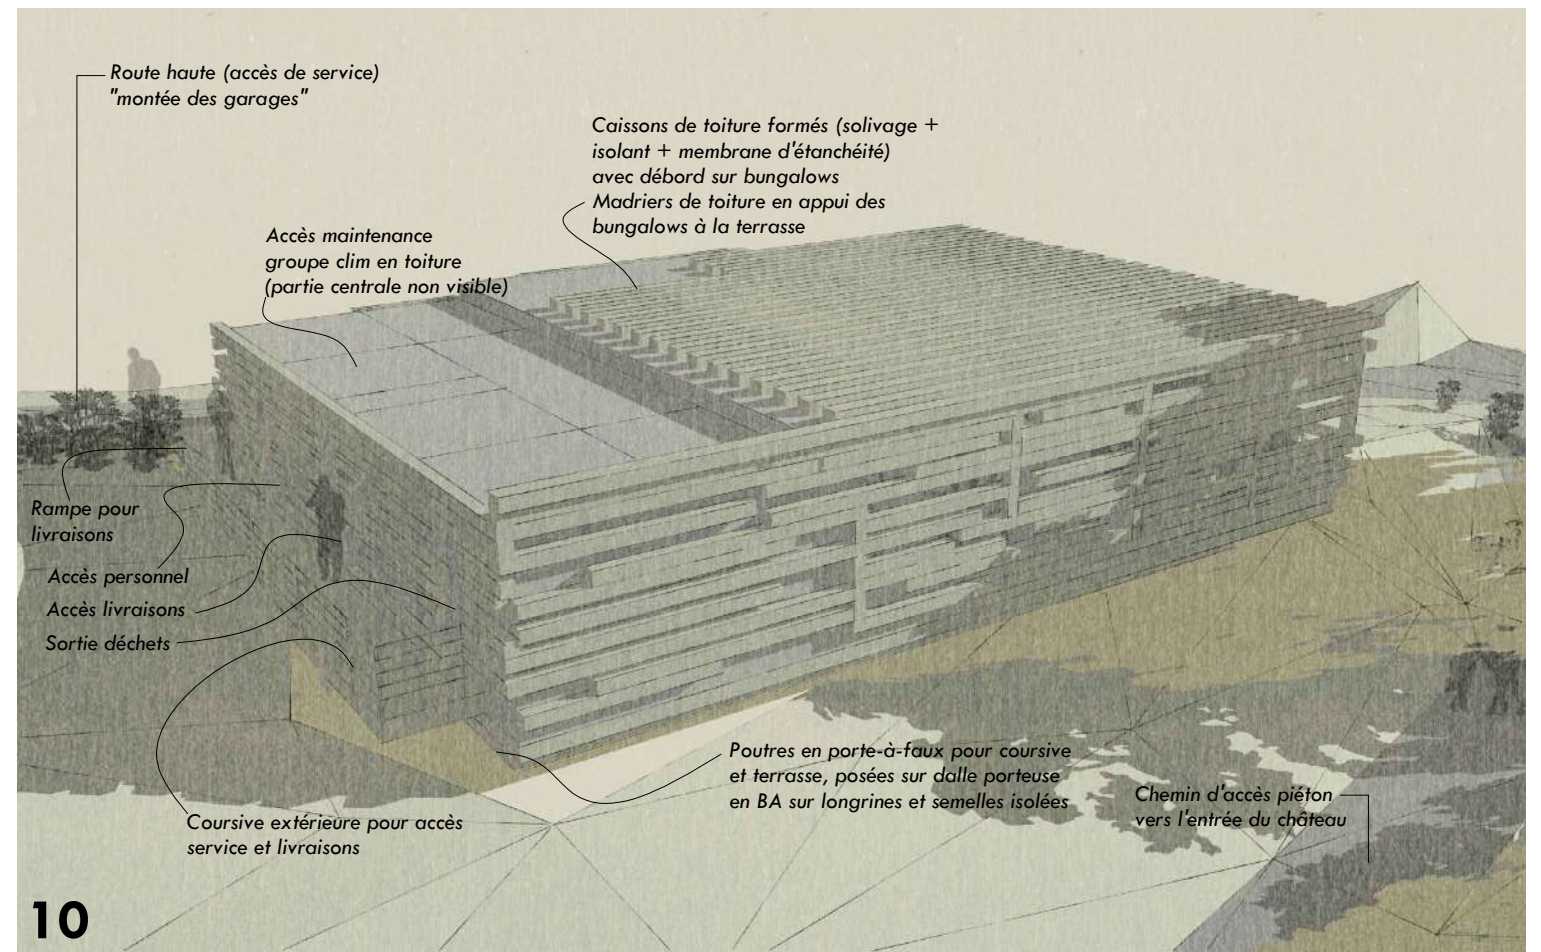 Route haute (accès de service)
"montée des garages"
Caissons de toiture formés (solivage +
isolant + membrane d'étanchéité)
avec débord sur bungalows
Madriers de toiture en appui des
bungalows à la terrasse
Accès maintenance
groupe clim en toiture
(partie centrale non visible)
Rampe pour
livraisons
Accès personnel
Accès livraisons
Sortie déchets
Poutres en porte-à-faux pour coursive
et terrasse, posées sur dalle porteuse
en BA sur longrines et semelles isolées
Chemin d'accès piéton
vers l'entrée du château
Coursive extérieure pour accès
service et livraisons
10